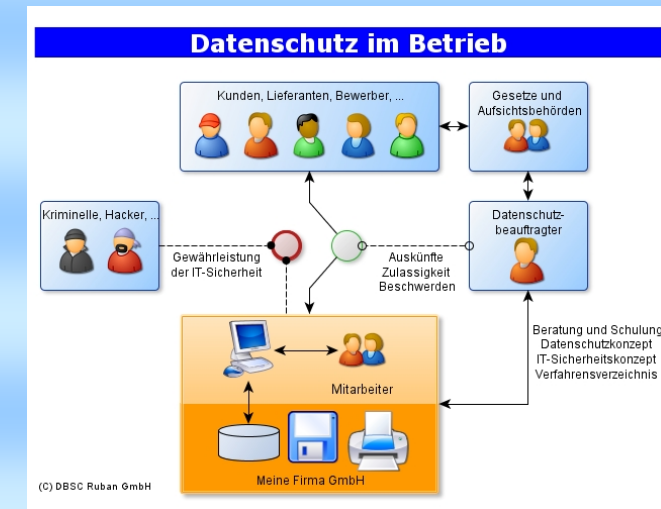 Datenschutz im Betrieb
Kunden, Lieferanten, Bewerber, ...
Gesetze und
Aufsichtsbehörden
Kriminelle, Hacker, ...
Datenschutz-
beauftragter
Gewährleistung
der IT-Sicherheit
Auskünfte
Zulassigkeit
Beschwerden
Beratung und Schulung
Datenschutzkonzept
IT-Sicherheitskonzept
Verfahrensverzeichnis
Mitarbeiter
Meine Firma GmbH
(C) DBSC Ruban GmbH